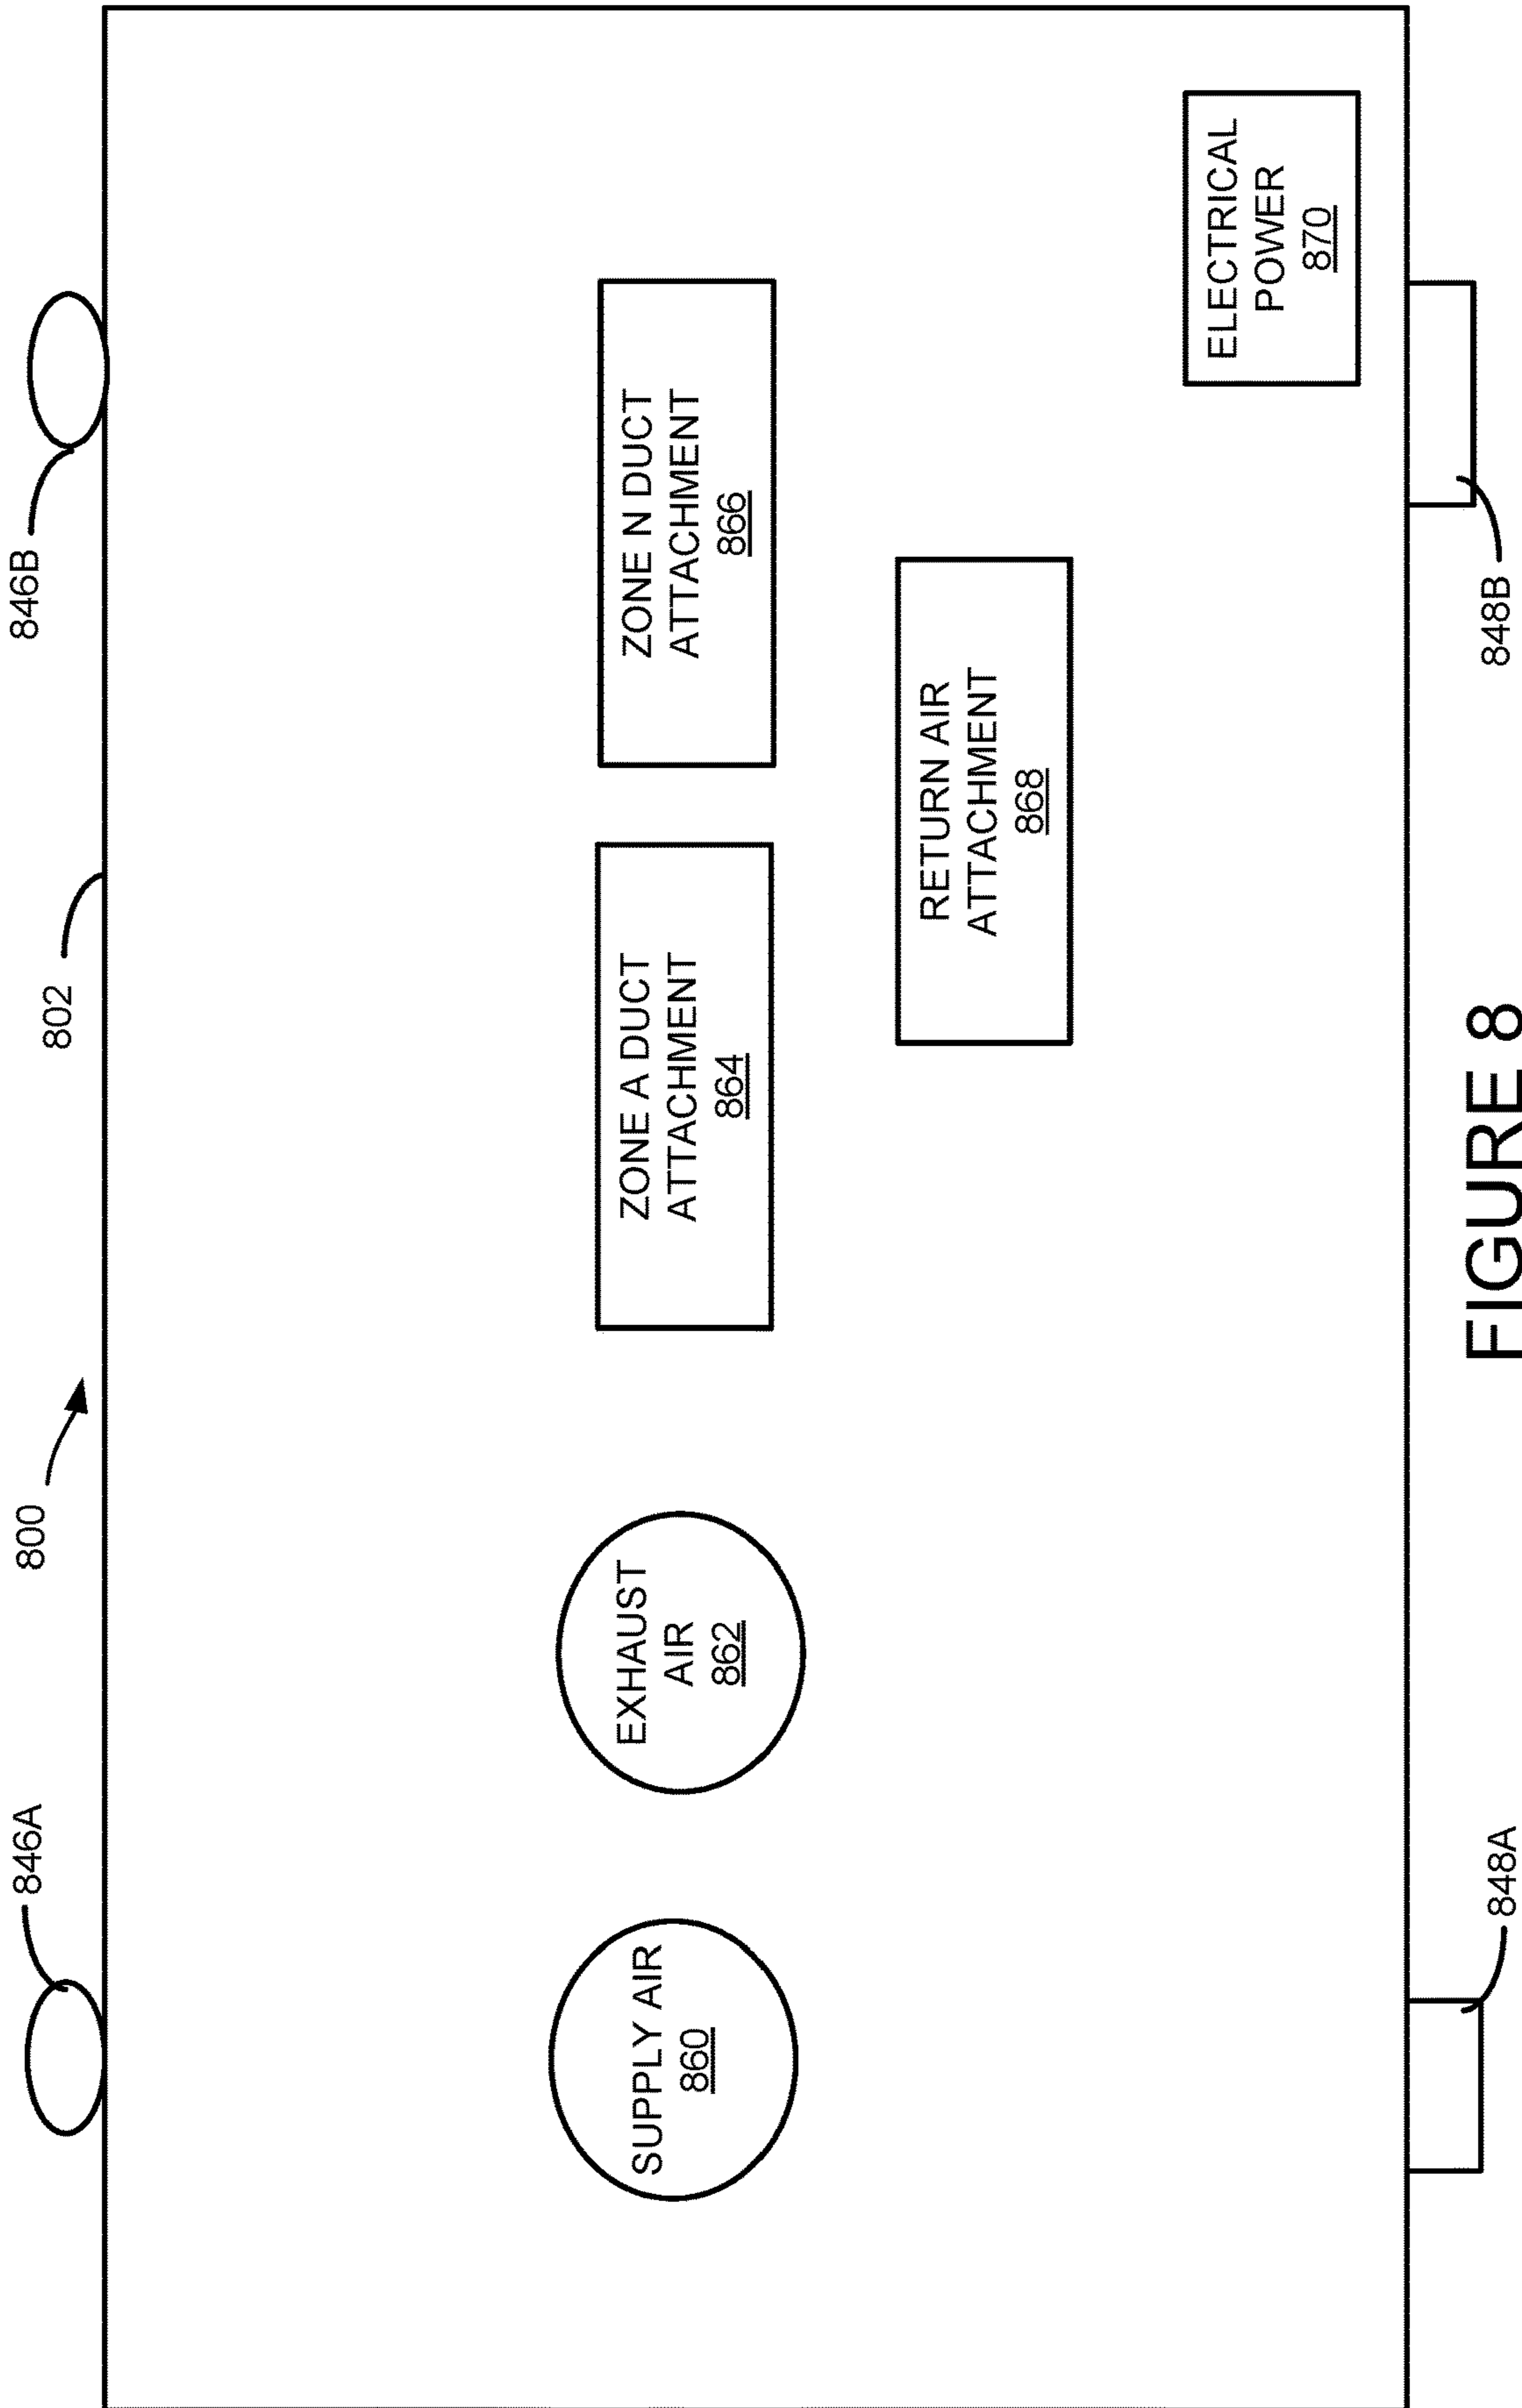 846A
800
802
846B
SUPPLY AIR
860
EXHAUST
AIR
862
ZONE A DUCT
ATTACHMENT
864
ZONE N DUCT
ATTACHMENT
866
RETURN AIR
ATTACHMENT
868
ELECTRICAL
POWER
870
848A
848B
FIGURE 8